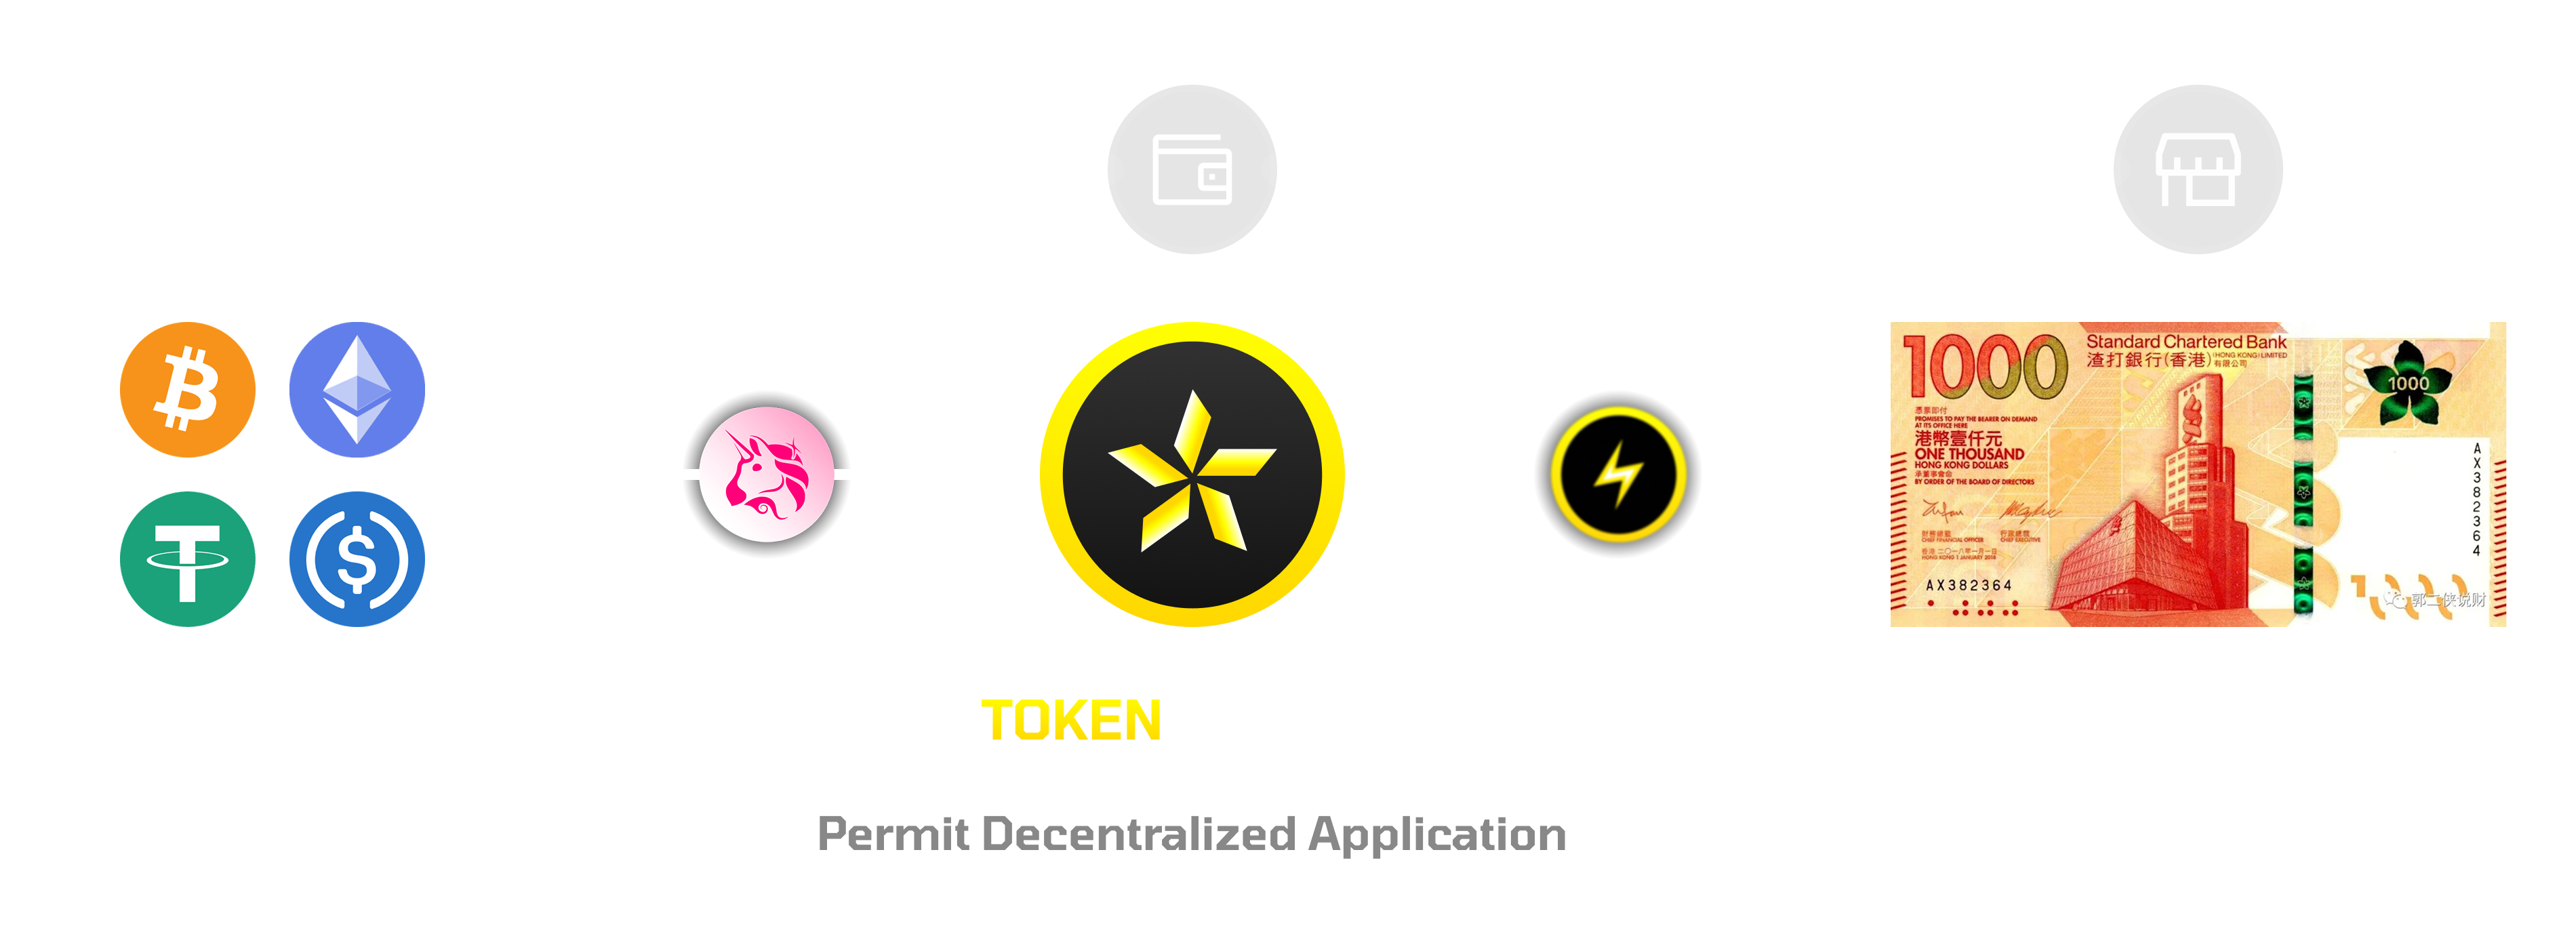 1000
Standard Chartered Bank
(HONG KONG) LIMITED
渣打銀行(香港)有限公司
憑票即付
PROMISES TO PAY THE BEARER ON DEMAND
AT ITS OFFICE HERE
港幣壹仟元
ONE THOUSAND
HONG KONG DOLLARS
承董事會命
BY ORDER OF THE BOARD OF DIRECTORS
財務總監
CHIEF FINANCIAL OFFICER
行政總裁
CHIEF EXECUTIVE
香港 二〇一八年一月一日
HONG KONG 1 JANUARY 2018
AX382364
1000
AX382364
1000
郭二侠说财
TOKEN
Permit Decentralized Application